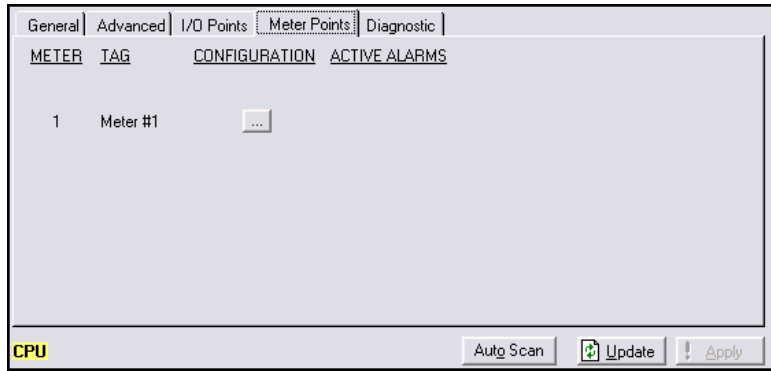 General Advanced I/O Points Meter Points Diagnostic
METER TAG CONFIGURATION ACTIVE ALARMS
1 Meter #1 ...
CPU Auto Scan Update ! Apply